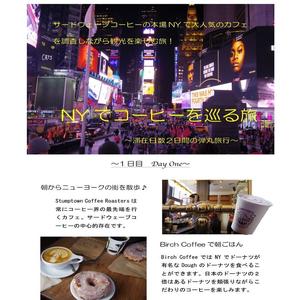 サードウェーブコーヒーの本場NYで大人気のカフェ
を調査しながら観光を楽しむ旅！
NYでコーヒーを巡る旅
～滞在日数2日間の弾丸旅行～
～1日目　Day One～
朝からニューヨークの街を散歩♪
Stumptown Coffee Roasters は
常にコーヒー界の最先端を行
くカフェ。サードウェーブコ
ーヒーの中心的存在です。
Birch Coffee で朝ごはん
Birch Coffee では NY でドーナツが
有名な Dough のドーナツを食べるこ
とができます。日本のドーナツの2
倍はあるドーナツを頬張りながらこ
だわりのコーヒーを楽しみます。